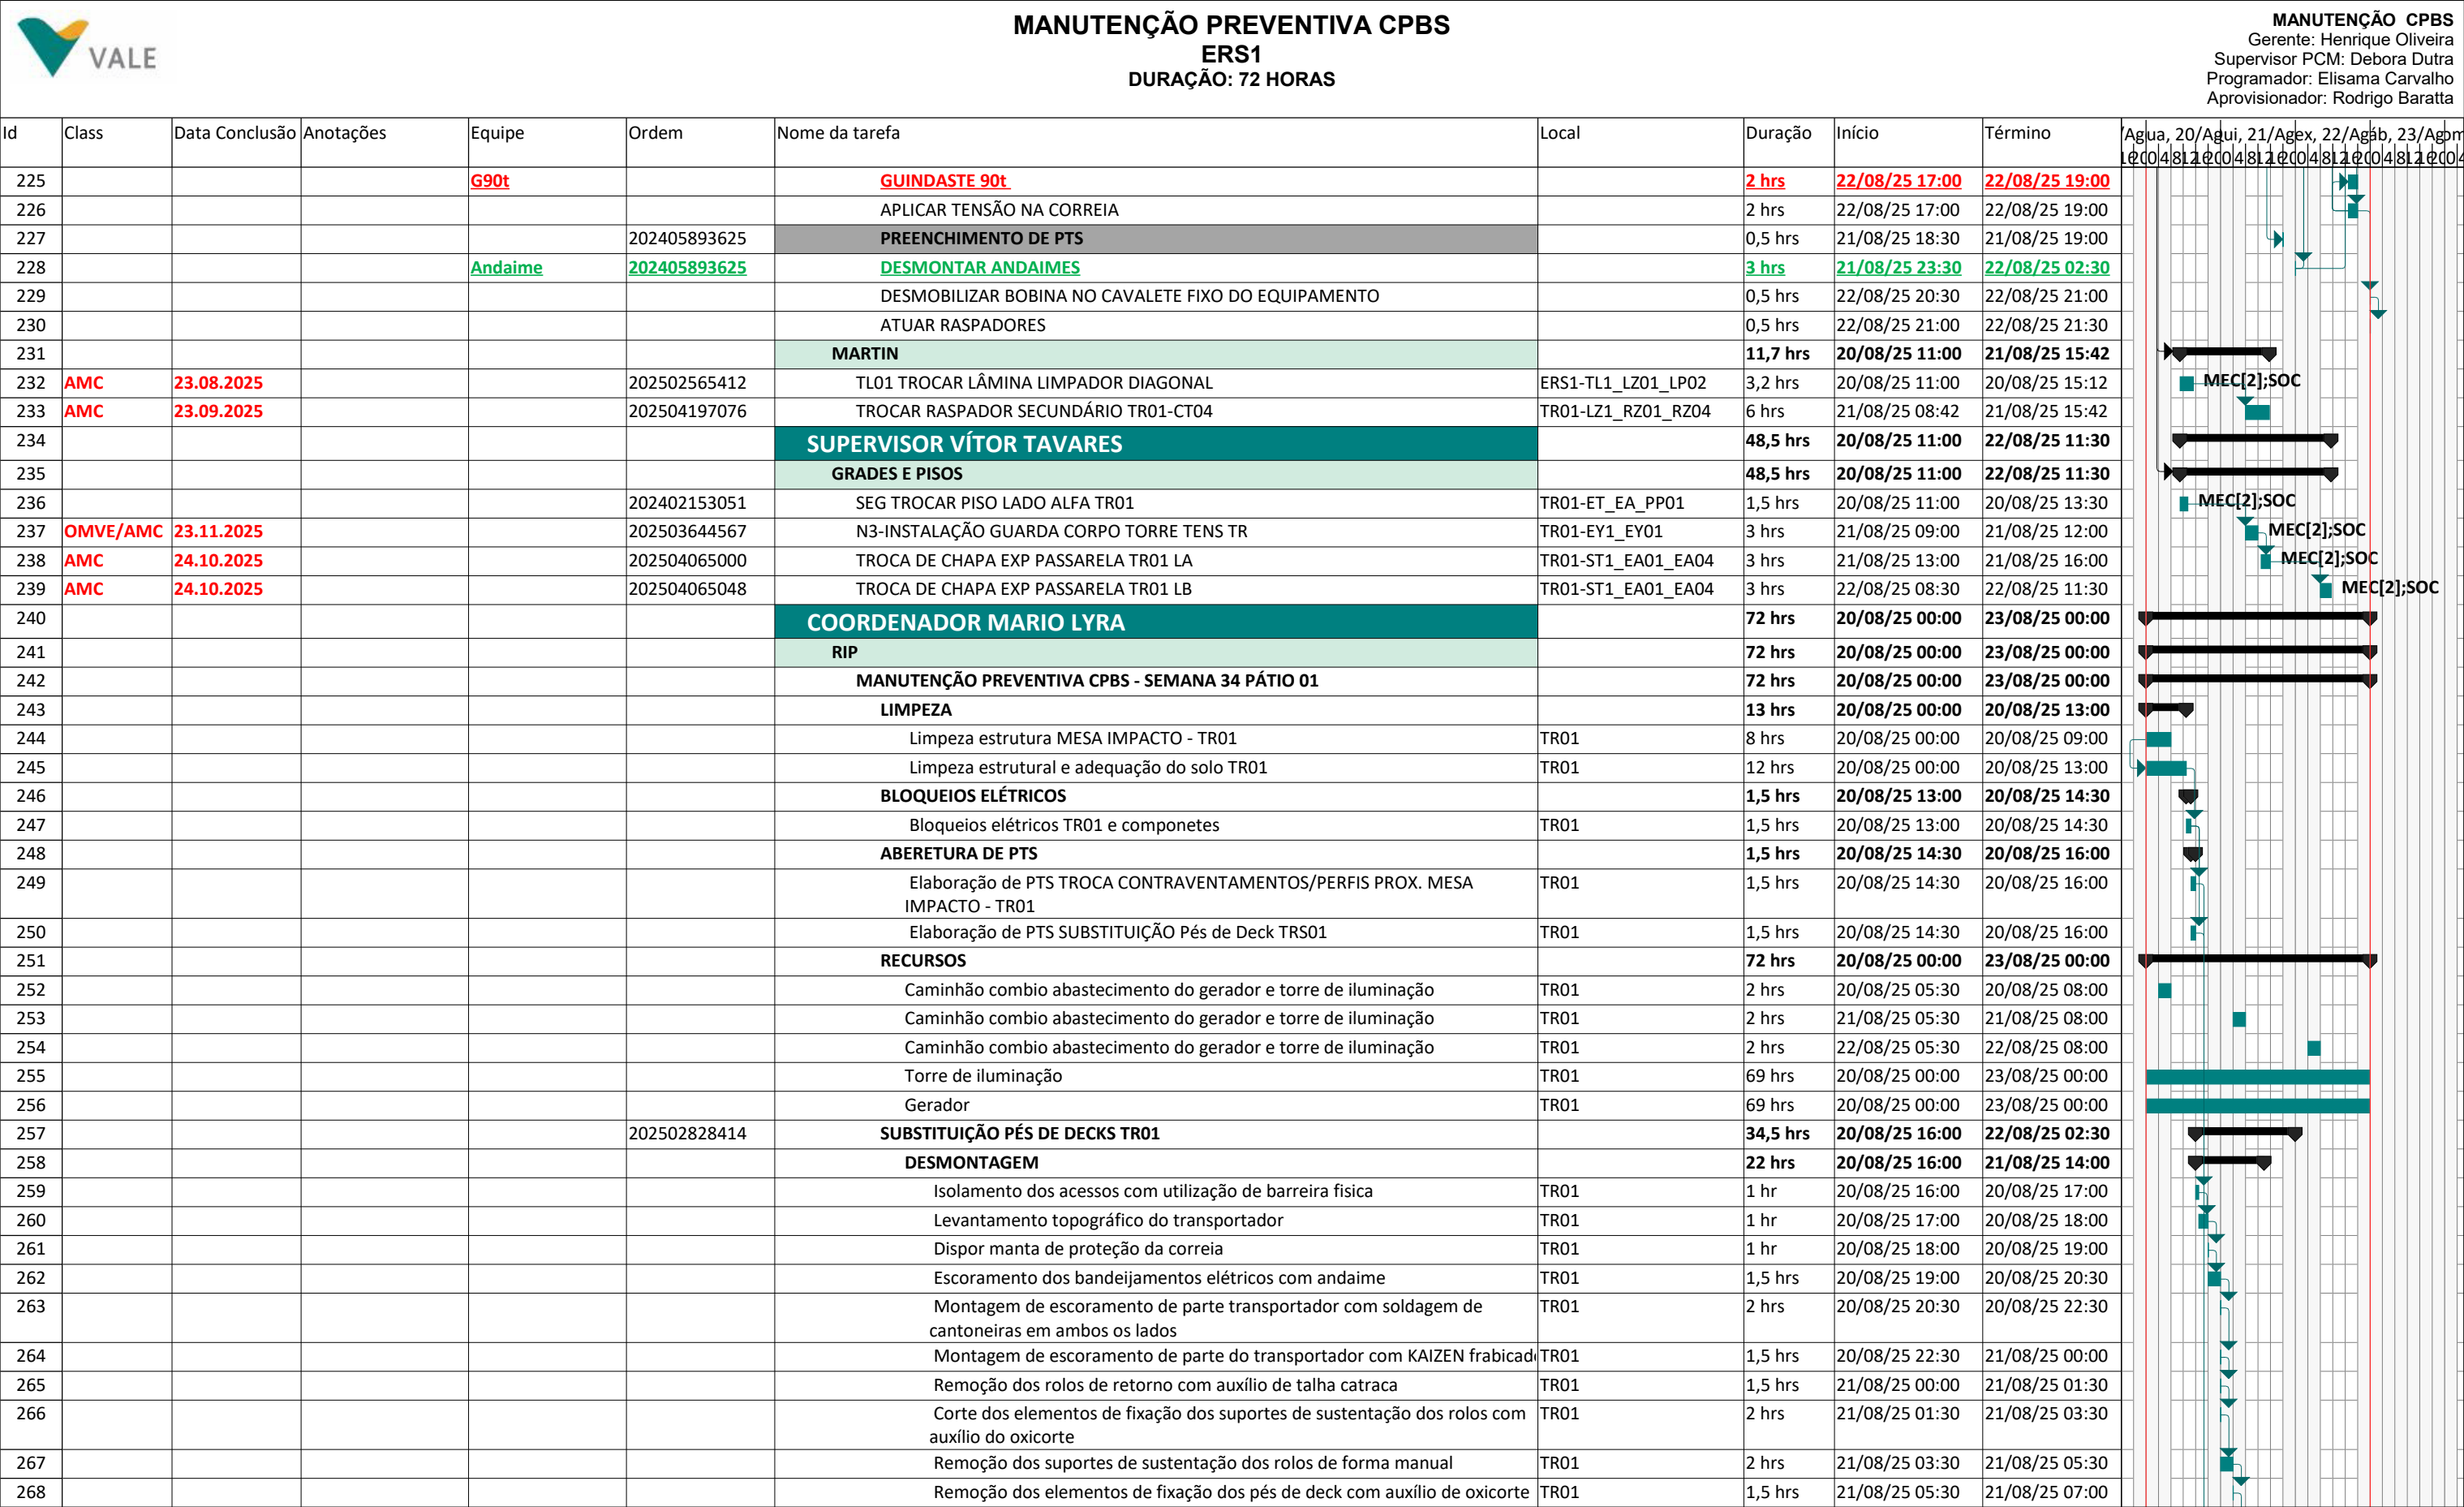 VALE
MANUTENÇÃO PREVENTIVA CPBS
ERS1
DURAÇÃO: 72 HORAS
MANUTENÇÃO CPBS
Gerente: Henrique Oliveira
Supervisor PCM: Debora Dutra
Programador: Elisama Carvalho
Aprovisionador: Rodrigo Baratta
Id Class Data Conclusão Anotações Equipe Ordem Nome da tarefa Local Duração Início Término
225 G90t GUINDASTE 90t 2 hrs 22/08/25 17:00 22/08/25 19:00
226 APLICAR TENSÃO NA CORREIA 2 hrs 22/08/25 17:00 22/08/25 19:00
227 202405893625 PREENCHIMENTO DE PTS 0,5 hrs 21/08/25 18:30 21/08/25 19:00
228 Andaime 202405893625 DESMONTAR ANDAIMES 3 hrs 21/08/25 23:30 22/08/25 02:30
229 DESMOBILIZAR BOBINA NO CAVALETE FIXO DO EQUIPAMENTO 0,5 hrs 22/08/25 20:30 22/08/25 21:00
230 ATUAR RASPADORES 0,5 hrs 22/08/25 21:00 22/08/25 21:30
231 MARTIN 11,7 hrs 20/08/25 11:00 21/08/25 15:42
232 AMC 23.08.2025 202502565412 TL01 TROCAR LÂMINA LIMPADOR DIAGONAL ERS1-TL1_LZ01_LP02 3,2 hrs 20/08/25 11:00 20/08/25 15:12 MEC[2];SOC
233 AMC 23.09.2025 202504197076 TROCAR RASPADOR SECUNDÁRIO TR01-CT04 TR01-LZ1_RZ01_RZ04 6 hrs 21/08/25 08:42 21/08/25 15:42
234 SUPERVISOR VÍTOR TAVARES 48,5 hrs 20/08/25 11:00 22/08/25 11:30
235 GRADES E PISOS 48,5 hrs 20/08/25 11:00 22/08/25 11:30
236 202402153051 SEG TROCAR PISO LADO ALFA TR01 TR01-ET_EA_PP01 1,5 hrs 20/08/25 11:00 20/08/25 13:30 MEC[2];SOC
237 OMVE/AMC 23.11.2025 202503644567 N3-INSTALAÇÃO GUARDA CORPO TORRE TENS TR TR01-EY1_EY01 3 hrs 21/08/25 09:00 21/08/25 12:00 MEC[2];SOC
238 AMC 24.10.2025 202504065000 TROCA DE CHAPA EXP PASSARELA TR01 LA TR01-ST1_EA01_EA04 3 hrs 21/08/25 13:00 21/08/25 16:00 MEC[2];SOC
239 AMC 24.10.2025 202504065048 TROCA DE CHAPA EXP PASSARELA TR01 LB TR01-ST1_EA01_EA04 3 hrs 22/08/25 08:30 22/08/25 11:30 MEC[2];SOC
240 COORDENADOR MARIO LYRA 72 hrs 20/08/25 00:00 23/08/25 00:00
241 RIP 72 hrs 20/08/25 00:00 23/08/25 00:00
242 MANUTENÇÃO PREVENTIVA CPBS - SEMANA 34 PÁTIO 01 72 hrs 20/08/25 00:00 23/08/25 00:00
243 LIMPEZA 13 hrs 20/08/25 00:00 20/08/25 13:00
244 Limpeza estrutura MESA IMPACTO - TR01 TR01 8 hrs 20/08/25 00:00 20/08/25 09:00
245 Limpeza estrutural e adequação do solo TR01 TR01 12 hrs 20/08/25 00:00 20/08/25 13:00
246 BLOQUEIOS ELÉTRICOS 1,5 hrs 20/08/25 13:00 20/08/25 14:30
247 Bloqueios elétricos TR01 e componetes TR01 1,5 hrs 20/08/25 13:00 20/08/25 14:30
248 ABERETURA DE PTS 1,5 hrs 20/08/25 14:30 20/08/25 16:00
249 Elaboração de PTS TROCA CONTRAVENTAMENTOS/PERFIS PROX. MESA TR01 1,5 hrs 20/08/25 14:30 20/08/25 16:00
IMPACTO - TR01
250 Elaboração de PTS SUBSTITUIÇÃO Pés de Deck TRS01 TR01 1,5 hrs 20/08/25 14:30 20/08/25 16:00
251 RECURSOS 72 hrs 20/08/25 00:00 23/08/25 00:00
252 Caminhão combio abastecimento do gerador e torre de iluminação TR01 2 hrs 20/08/25 05:30 20/08/25 08:00
253 Caminhão combio abastecimento do gerador e torre de iluminação TR01 2 hrs 21/08/25 05:30 21/08/25 08:00
254 Caminhão combio abastecimento do gerador e torre de iluminação TR01 2 hrs 22/08/25 05:30 22/08/25 08:00
255 Torre de iluminação TR01 69 hrs 20/08/25 00:00 23/08/25 00:00
256 Gerador TR01 69 hrs 20/08/25 00:00 23/08/25 00:00
257 202502828414 SUBSTITUIÇÃO PÉS DE DECKS TR01 34,5 hrs 20/08/25 16:00 22/08/25 02:30
258 DESMONTAGEM 22 hrs 20/08/25 16:00 21/08/25 14:00
259 Isolamento dos acessos com utilização de barreira fisica TR01 1 hr 20/08/25 16:00 20/08/25 17:00
260 Levantamento topográfico do transportador TR01 1 hr 20/08/25 17:00 20/08/25 18:00
261 Dispor manta de proteção da correia TR01 1 hr 20/08/25 18:00 20/08/25 19:00
262 Escoramento dos bandeijamentos elétricos com andaime TR01 1,5 hrs 20/08/25 19:00 20/08/25 20:30
263 Montagem de escoramento de parte transportador com soldagem de TR01 2 hrs 20/08/25 20:30 20/08/25 22:30
cantoneiras em ambos os lados
264 Montagem de escoramento de parte do transportador com KAIZEN frabicad TR01 1,5 hrs 20/08/25 22:30 21/08/25 00:00
265 Remoção dos rolos de retorno com auxílio de talha catraca TR01 1,5 hrs 21/08/25 00:00 21/08/25 01:30
266 Corte dos elementos de fixação dos suportes de sustentação dos rolos com TR01 2 hrs 21/08/25 01:30 21/08/25 03:30
auxílio do oxicorte
267 Remoção dos suportes de sustentação dos rolos de forma manual TR01 2 hrs 21/08/25 03:30 21/08/25 05:30
268 Remoção dos elementos de fixação dos pés de deck com auxílio de oxicorte TR01 1,5 hrs 21/08/25 05:30 21/08/25 07:00